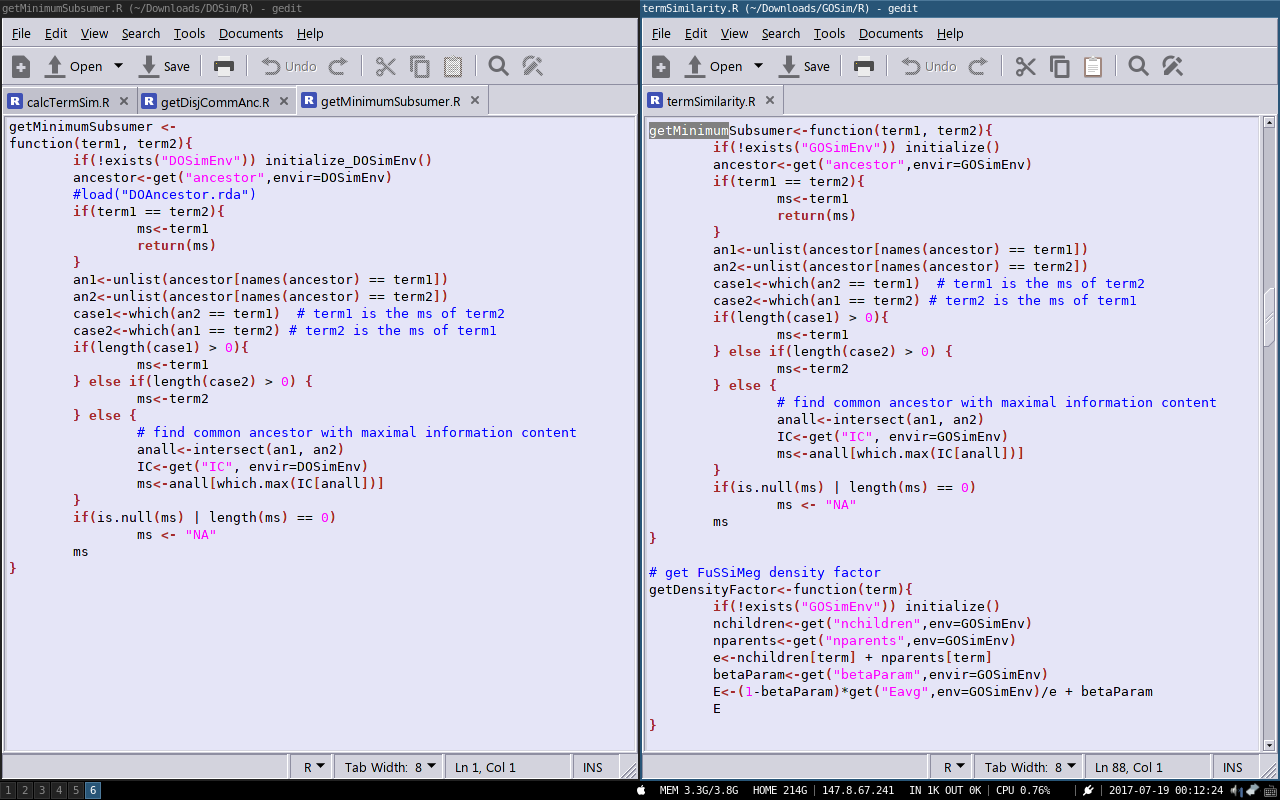 getMinimumSubsumer.R (~/Downloads/DOSim/R) - gedit
File Edit View Search Tools Documents Help
Open Save Undo
calcTermSim.R getDisjCommAnc.R getMinimumSubsumer.R
getMinimumSubsumer <-
function(term1, term2){
        if(!exists("DOSimEnv")) initialize_DOSimEnv()
        ancestor<-get("ancestor",envir=DOSimEnv)
        #load("DOAncestor.rda")
        if(term1 == term2){
                ms<-term1
                return(ms)
        }
        an1<-unlist(ancestor[names(ancestor) == term1])
        an2<-unlist(ancestor[names(ancestor) == term2])
        case1<-which(an2 == term1)  # term1 is the ms of term2
        case2<-which(an1 == term2) # term2 is the ms of term1
        if(length(case1) > 0){
                ms<-term1
        } else if(length(case2) > 0) {
                ms<-term2
        } else {
                # find common ancestor with maximal information content
                anall<-intersect(an1, an2)
                IC<-get("IC", envir=DOSimEnv)
                ms<-anall[which.max(IC[anall])]
        }
        if(is.null(ms) | length(ms) == 0)
                ms <- "NA"
        ms
}
R Tab Width: 8 Ln 1, Col 1 INS
termSimilarity.R (~/Downloads/GOSim/R) - gedit
File Edit View Search Tools Documents Help
Open Save Undo
termSimilarity.R
getMinimumSubsumer<-function(term1, term2){
        if(!exists("GOSimEnv")) initialize()
        ancestor<-get("ancestor",envir=GOSimEnv)
        if(term1 == term2){
                ms<-term1
                return(ms)
        }
        an1<-unlist(ancestor[names(ancestor) == term1])
        an2<-unlist(ancestor[names(ancestor) == term2])
        case1<-which(an2 == term1)  # term1 is the ms of term2
        case2<-which(an1 == term2) # term2 is the ms of term1
        if(length(case1) > 0){
                ms<-term1
        } else if(length(case2) > 0) {
                ms<-term2
        } else {
                # find common ancestor with maximal information content
                anall<-intersect(an1, an2)
                IC<-get("IC", envir=GOSimEnv)
                ms<-anall[which.max(IC[anall])]
        }
        if(is.null(ms) | length(ms) == 0)
                ms <- "NA"
        ms
}
# get FuSSiMeg density factor
getDensityFactor<-function(term){
        if(!exists("GOSimEnv")) initialize()
        nchildren<-get("nchildren",env=GOSimEnv)
        nparents<-get("nparents",env=GOSimEnv)
        e<-nchildren[term] + nparents[term]
        betaParam<-get("betaParam",envir=GOSimEnv)
        E<-(1-betaParam)*get("Eavg",env=GOSimEnv)/e + betaParam
        E
}
R Tab Width: 8 Ln 88, Col 1 INS
1 2 3 4 5 6 MEM 3.3G/3.8G HOME 214G 147.8.67.241 IN 1K OUT 0K CPU 0.76% 2017-07-19 00:12:24